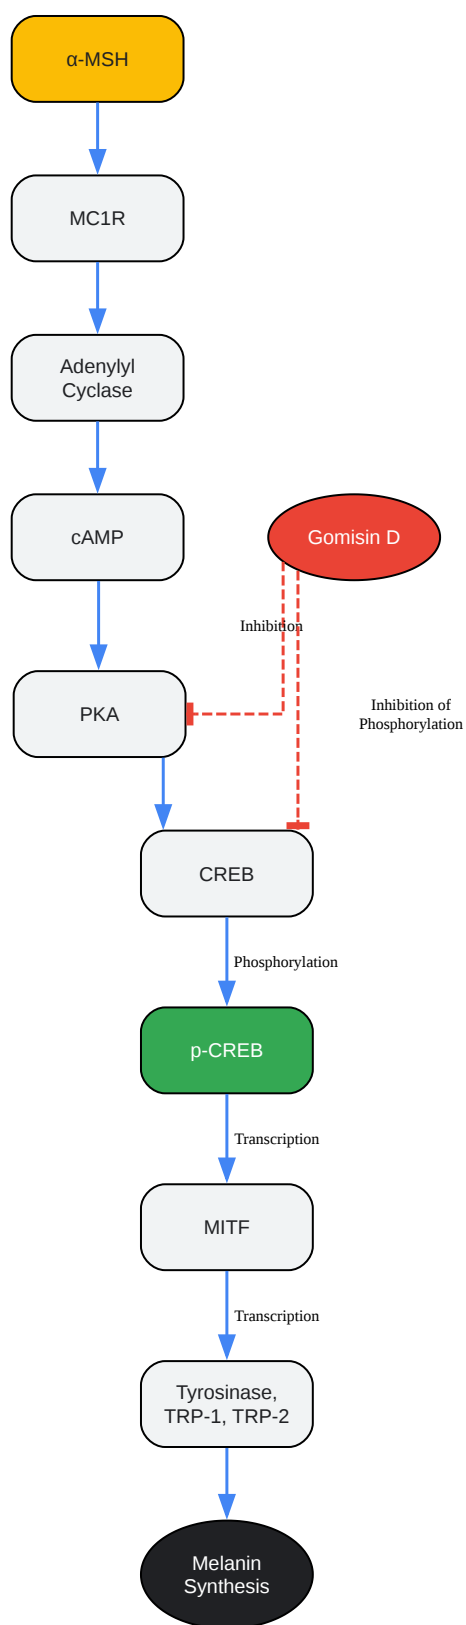 α-MSH
MC1R
Adenylyl
Cyclase
cAMP
Gomisin D
Inhibition
PKA
Inhibition of
Phosphorylation
CREB
Phosphorylation
p-CREB
Transcription
MITF
Transcription
Tyrosinase,
TRP-1, TRP-2
Melanin
Synthesis